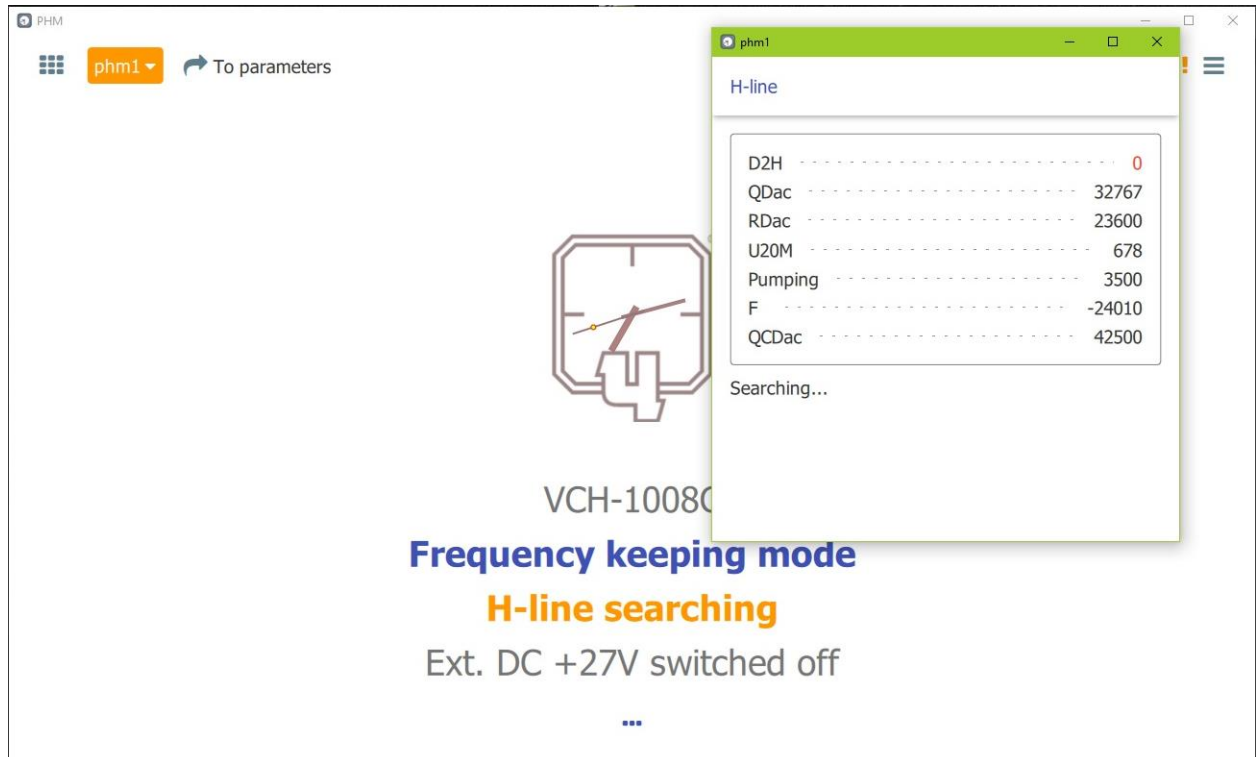 PHM
phm1 To parameters
!
VCH-1008
Frequency keeping mode
H-line searching
Ext. DC +27V switched off
...
phm1
H-line
D2H 0
QDac 32767
RDac 23600
U20M 678
Pumping 3500
F -24010
QCDac 42500
Searching...